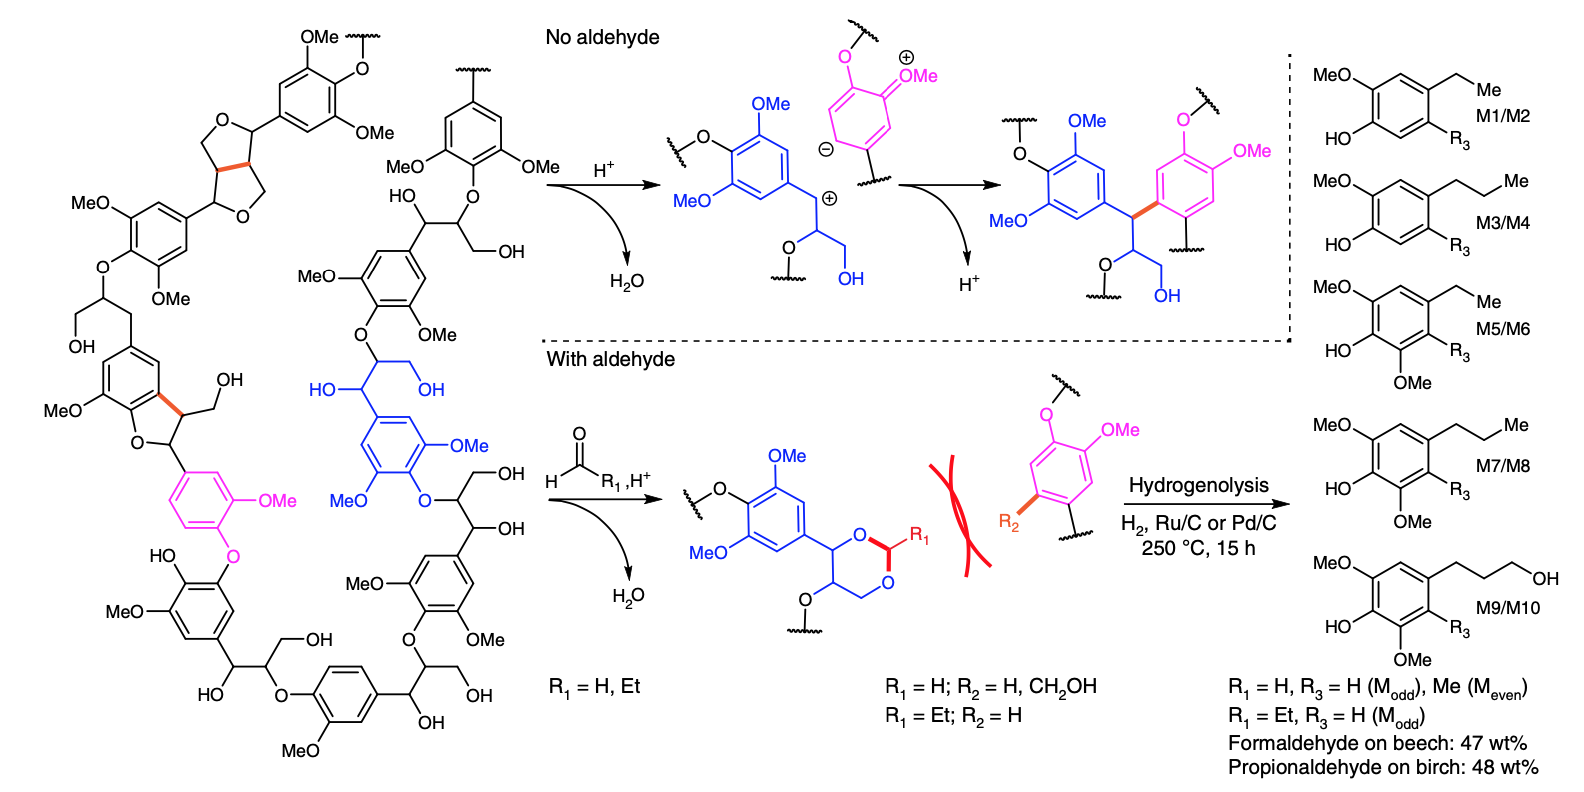 No aldehyde
OMe
O
OMe
O
O
MeO
O
OMe
OH
OH
MeO
O
OMe
O
HO
MeO
OH
HO
O
MeO
OH
OMe
O
OH
OH
MeO
O
HO
OH
MeO
OMe
O
HO
OH
OMe
MeO
O
OMe
MeO
O
HO
OH
MeO
OMe
H+
H2O
OMe
O
MeO
⊕
O
OH
O
⊕
OMe
⊖
H+
OMe
O
MeO
O
OH
O
OMe
With aldehyde
O
H
R1 ,H+
H2O
OMe
O
MeO
O
R1
O
O
O
OMe
R2
Hydrogenolysis
H2, Ru/C or Pd/C
250 °C, 15 h
MeO
Me
M1/M2
HO
R3
MeO
Me
M3/M4
HO
R3
MeO
Me
M5/M6
HO
R3
OMe
MeO
Me
M7/M8
HO
R3
OMe
MeO
OH
M9/M10
HO
R3
OMe
R1 = H, Et
R1 = H; R2 = H, CH2OH
R1 = Et; R2 = H
R1 = H, R3 = H (Modd), Me (Meven)
R1 = Et, R3 = H (Modd)
Formaldehyde on beech: 47 wt%
Propionaldehyde on birch: 48 wt%